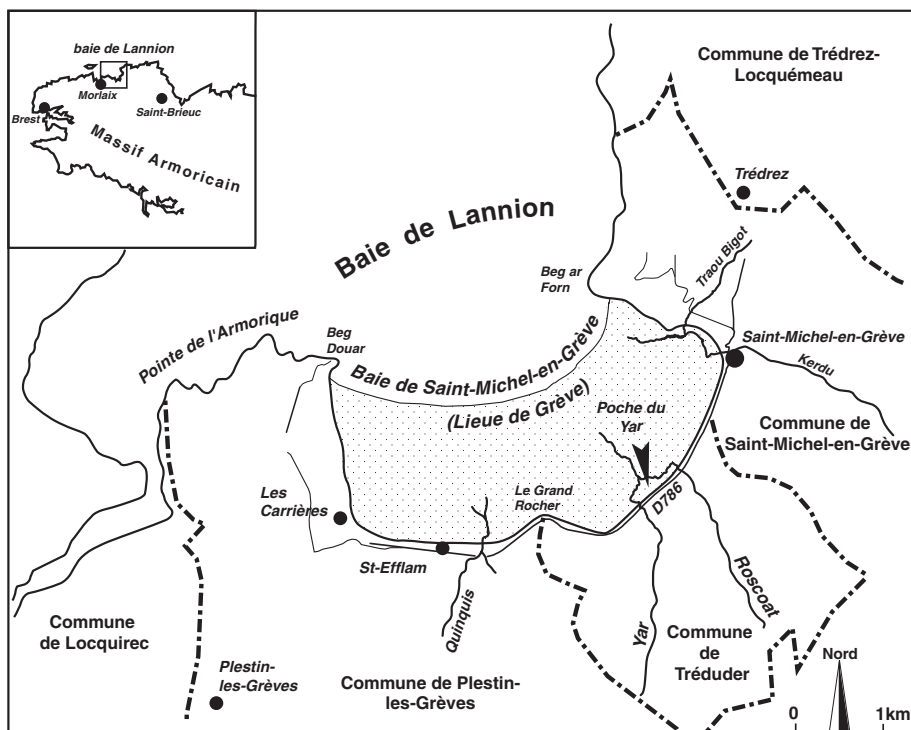 baie de Lannion
Morlaix
Saint-Brieuc
Brest
Massif Armoricain
Commune de Trédrez-
Locquémeau
Trédrez
Baie de Lannion
Traou Bigot
Beg ar
Forn
Pointe de l'Armorique
Beg
Douar
Saint-Michel-en-Grève
Baie de Saint-Michel-en-Grève
(Lieue de Grève)
Kerdu
Poche du
Yar
Commune de
Saint-Michel-en-Grève
Les
Carrières
Le Grand
Rocher
D786
St-Efflam
Quinquis
Yar
Roscoat
Commune
de Locquirec
Commune
de
Tréduder
Plestin-
les-Grèves
Commune de Plestin-
les-Grèves
Nord
0 1km